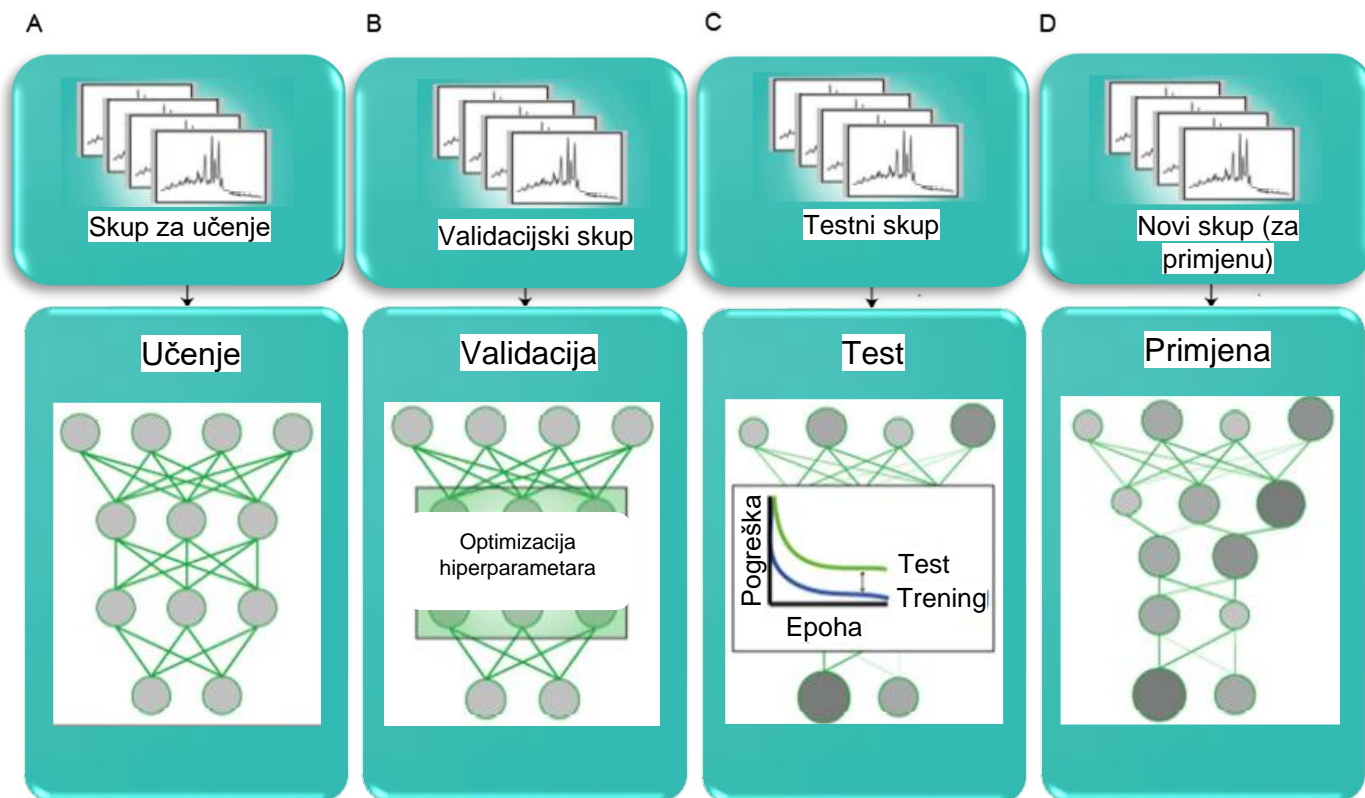 A
B
C
D
Skup za učenje
Validacijski skup
Testni skup
Novi skup (za
primjenu)
Učenje
Validacija
Test
Primjena
Optimizacija
hiperparametara
Pogreška
Test
Trening
Epoha